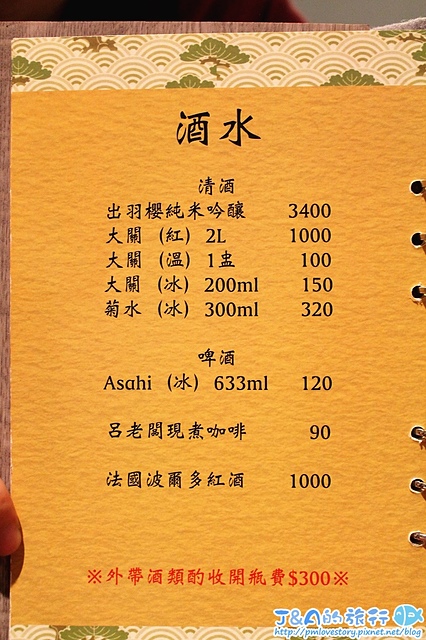 酒水
清酒
出羽櫻純米吟釀 3400
大關 (紅) 2L 1000
大關 (溫) 1盅 100
大關 (冰) 200ml 150
菊水 (冰) 300ml 320
啤酒
Asahi (冰) 633ml 120
呂老闆現煮咖啡 90
法國波爾多紅酒 1000
※外帶酒類酌收開瓶費$300※
J&A的旅行
http://pmlovestory.pixnet.net/blog